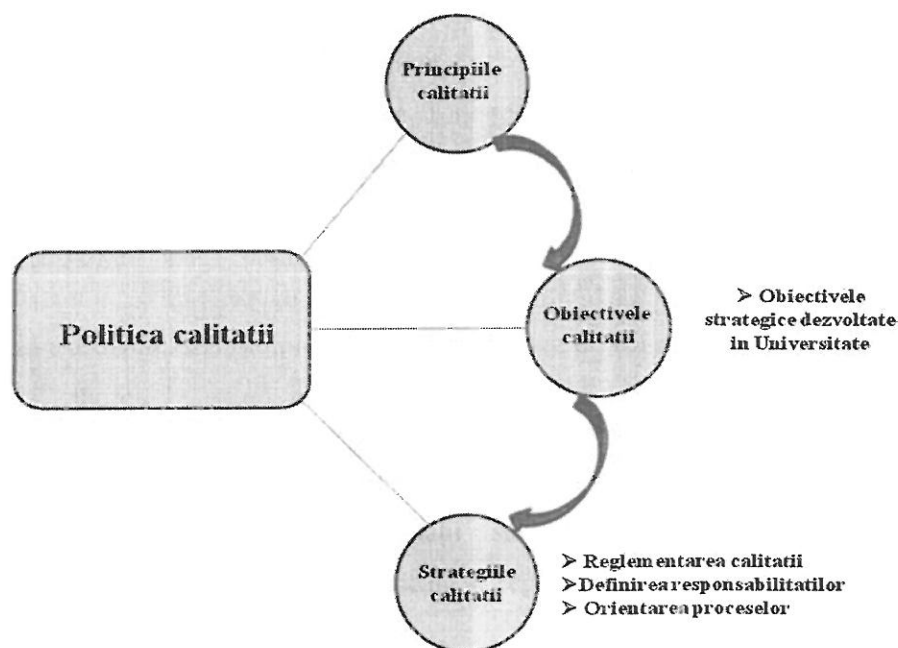 Principiile
calitatii
Politica calitatii
Obiectivele
calitatii
➢ Obiectivele
strategice dezvoltate
in Universitate
Strategiile
calitatii
➢ Reglementarea calitatii
➢Definirea responsabilitatilor
➢ Orientarea proceselor